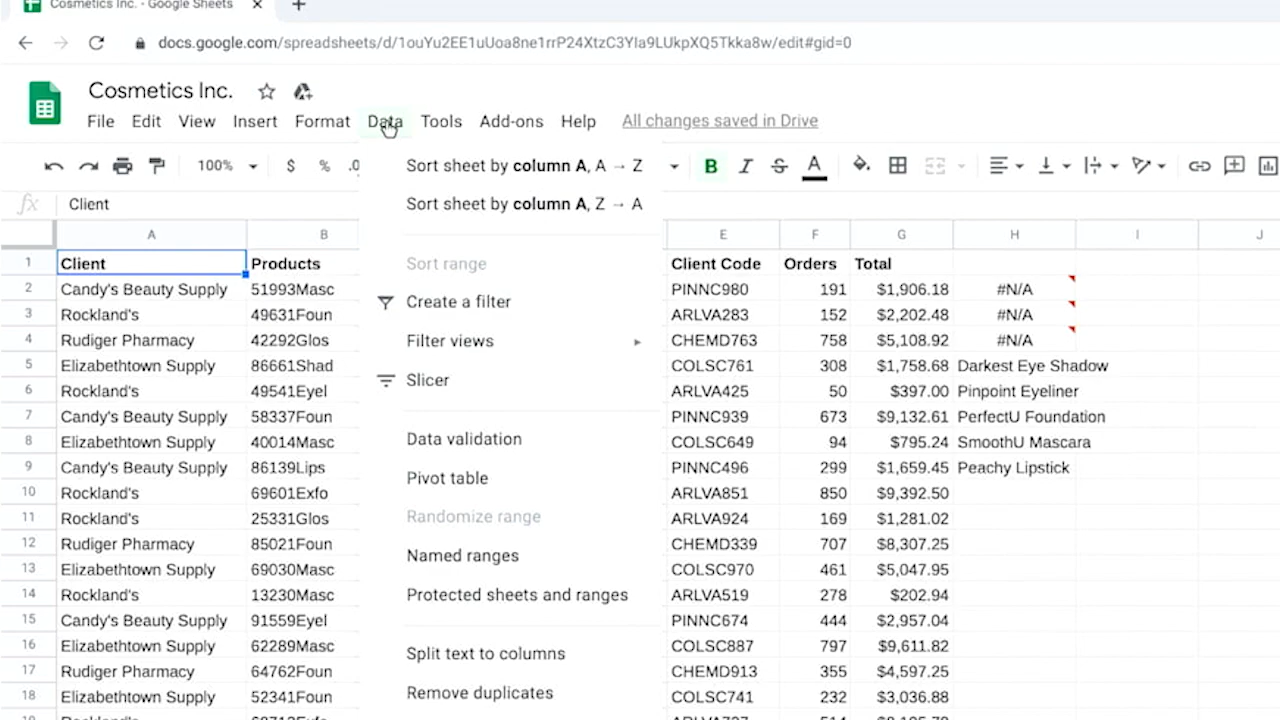 Cosmetics Inc. - Google Sheets
docs.google.com/spreadsheets/d/1ouYu2EE1uUoa8ne1rrP24XtzC3YIa9LUkpXQ5Tkka8w/edit#gid=0
Cosmetics Inc.
File Edit View Insert Format Data Tools Add-ons Help All changes saved in Drive
100% $ % .0 B I S A
fx Client
Sort sheet by column A, A → Z
Sort sheet by column A, Z → A
Sort range
Create a filter
Filter views
Slicer
Data validation
Pivot table
Randomize range
Named ranges
Protected sheets and ranges
Split text to columns
Remove duplicates
A B E F G H I J
1 Client Products Client Code Orders Total
2 Candy's Beauty Supply 51993Masc PINNC980 191 $1,906.18 #N/A
3 Rockland's 49631Foun ARLVA283 152 $2,202.48 #N/A
4 Rudiger Pharmacy 42292Glos CHEMD763 758 $5,108.92 #N/A
5 Elizabethtown Supply 86661Shad COLSC761 308 $1,758.68 Darkest Eye Shadow
6 Rockland's 49541Eyel ARLVA425 50 $397.00 Pinpoint Eyeliner
7 Candy's Beauty Supply 58337Foun PINNC939 673 $9,132.61 PerfectU Foundation
8 Elizabethtown Supply 40014Masc COLSC649 94 $795.24 SmoothU Mascara
9 Candy's Beauty Supply 86139Lips PINNC496 299 $1,659.45 Peachy Lipstick
10 Rockland's 69601Exfo ARLVA851 850 $9,392.50
11 Rockland's 25331Glos ARLVA924 169 $1,281.02
12 Rudiger Pharmacy 85021Foun CHEMD339 707 $8,307.25
13 Elizabethtown Supply 69030Masc COLSC970 461 $5,047.95
14 Rockland's 13230Masc ARLVA519 278 $202.94
15 Candy's Beauty Supply 91559Eyel PINNC674 444 $2,957.04
16 Elizabethtown Supply 62289Masc COLSC887 797 $9,611.82
17 Rudiger Pharmacy 64762Foun CHEMD913 355 $4,597.25
18 Elizabethtown Supply 52341Foun COLSC741 232 $3,036.88